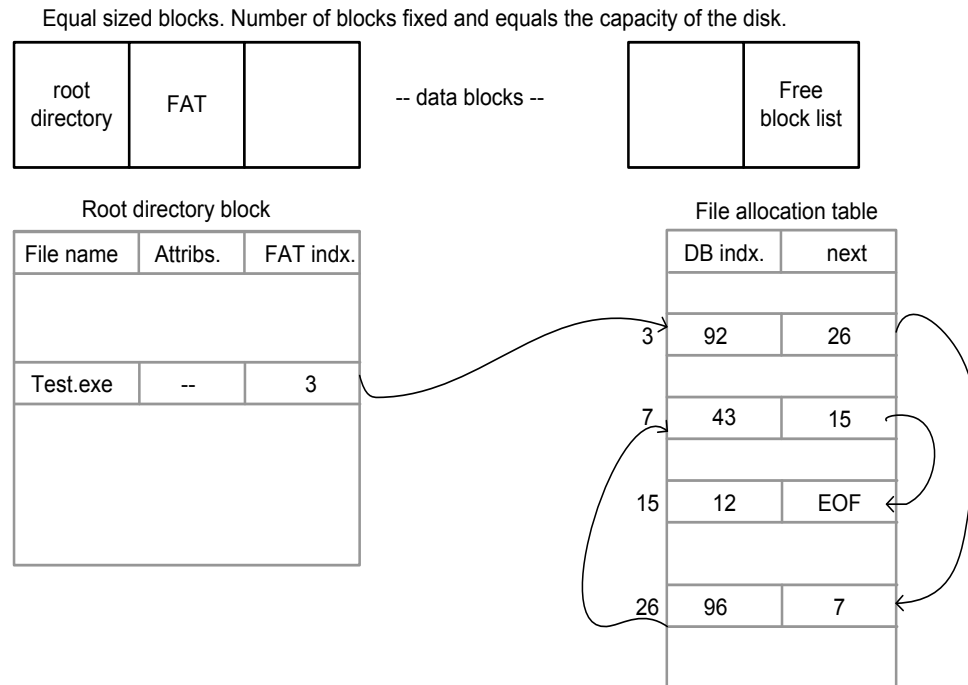 Equal sized blocks. Number of blocks fixed and equals the capacity of the disk.
root
directory
FAT
-- data blocks --
Free
block list
Root directory block
File name Attribs. FAT indx.
Test.exe -- 3
File allocation table
DB indx. next
3 92 26
7 43 15
15 12 EOF
26 96 7